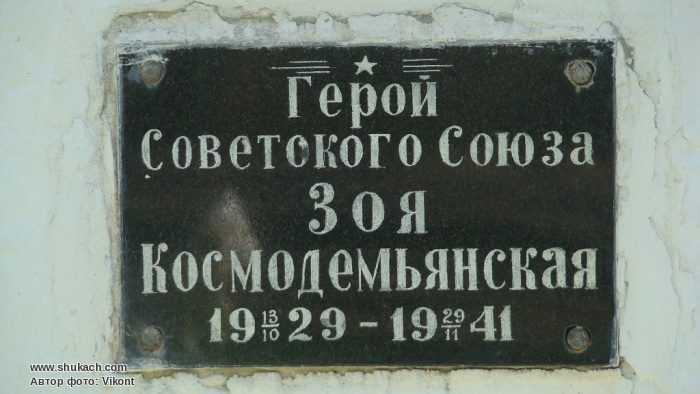 Герой
Советского Союза
Зоя
Космодемьянская
19 13/10 29 - 19 29/11 41
www.shukach.com
Автор фото: Vikont